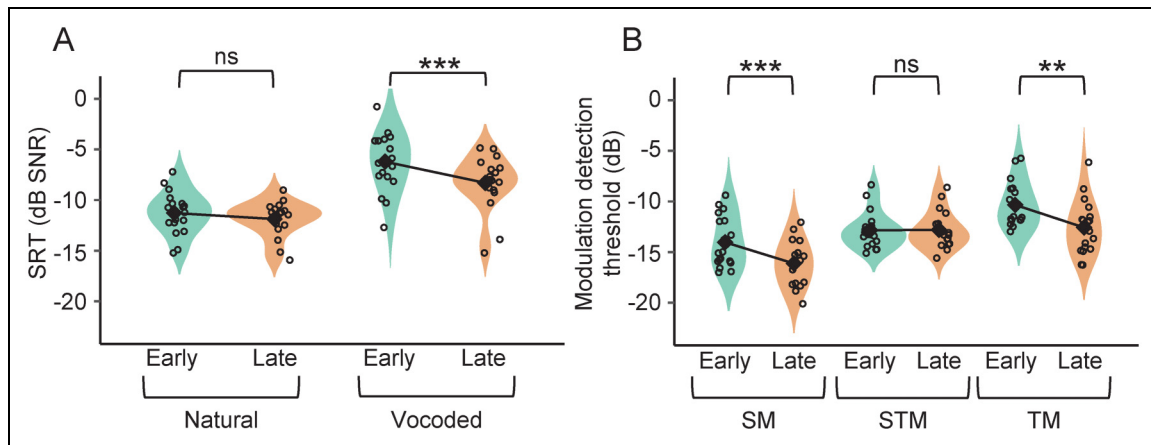 A
ns
***
SRT (dB SNR)
0
-5
-10
-15
-20
Early Late Early Late
Natural Vocoded
B
*** ns **
Modulation detection
threshold (dB)
0
-5
-10
-15
-20
Early Late Early Late Early Late
SM STM TM